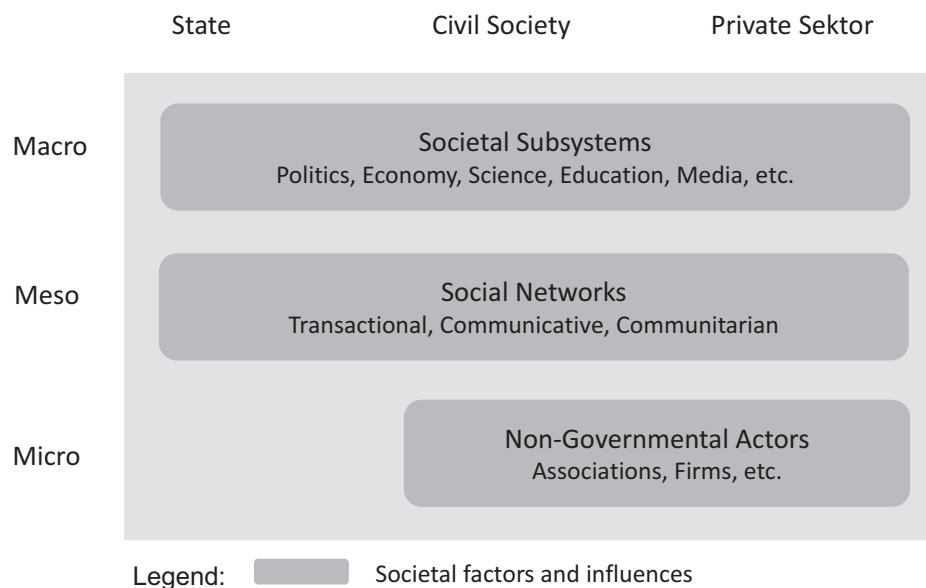 State Civil Society Private Sektor
Macro
Societal Subsystems
Politics, Economy, Science, Education, Media, etc.
Meso
Social Networks
Transactional, Communicative, Communitarian
Micro
Non-Governmental Actors
Associations, Firms, etc.
Legend: Societal factors and influences